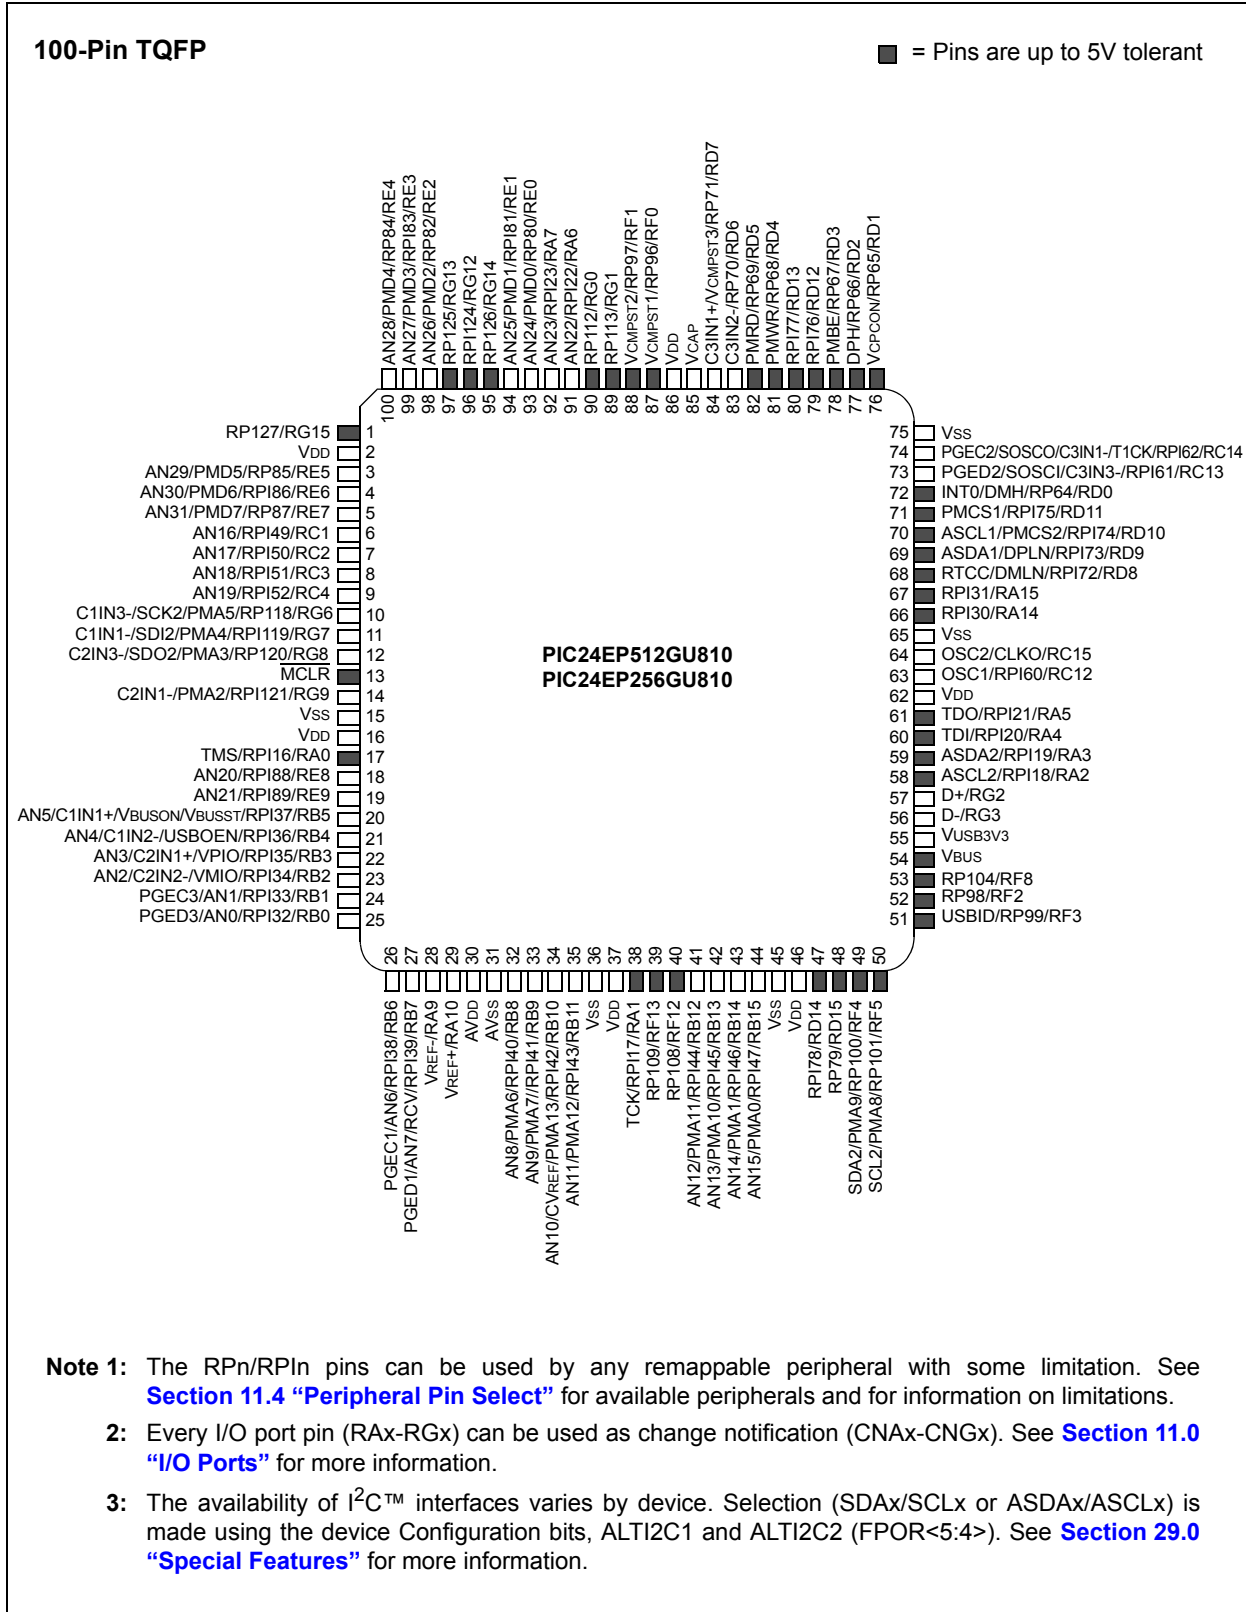 100-Pin TQFP
= Pins are up to 5V tolerant
AN28/PMD4/RP84/RE4
AN27/PMD3/RPI83/RE3
AN26/PMD2/RP82/RE2
RP125/RG13
RPI124/RG12
RP126/RG14
AN25/PMD1/RPI81/RE1
AN24/PMD0/RP80/RE0
AN23/RPI23/RA7
AN22/RPI22/RA6
RP112/RG0
RP113/RG1
VCMPST2/RP97/RF1
VCMPST1/RP96/RF0
VDD
VCAP
C3IN1+/VCMPST3/RP71/RD7
C3IN2-/RP70/RD6
PMRD/RP69/RD5
PMWR/RP68/RD4
RPI77/RD13
RPI76/RD12
PMBE/RP67/RD3
DPH/RP66/RD2
VCPCON/RP65/RD1
100 99 98 97 96 95 94 93 92 91 90 89 88 87 86 85 84 83 82 81 80 79 78 77 76
RP127/RG15 1
VDD 2
AN29/PMD5/RP85/RE5 3
AN30/PMD6/RPI86/RE6 4
AN31/PMD7/RP87/RE7 5
AN16/RPI49/RC1 6
AN17/RPI50/RC2 7
AN18/RPI51/RC3 8
AN19/RPI52/RC4 9
C1IN3-/SCK2/PMA5/RP118/RG6 10
C1IN1-/SDI2/PMA4/RPI119/RG7 11
C2IN3-/SDO2/PMA3/RP120/RG8 12
MCLR 13
C2IN1-/PMA2/RPI121/RG9 14
VSS 15
VDD 16
TMS/RPI16/RA0 17
AN20/RPI88/RE8 18
AN21/RPI89/RE9 19
AN5/C1IN1+/VBUSON/VBUSST/RPI37/RB5 20
AN4/C1IN2-/USBOEN/RPI36/RB4 21
AN3/C2IN1+/VPIO/RPI35/RB3 22
AN2/C2IN2-/VMIO/RPI34/RB2 23
PGEC3/AN1/RPI33/RB1 24
PGED3/AN0/RPI32/RB0 25
PIC24EP512GU810
PIC24EP256GU810
75 VSS
74 PGEC2/SOSCO/C3IN1-/T1CK/RPI62/RC14
73 PGED2/SOSCI/C3IN3-/RPI61/RC13
72 INT0/DMH/RP64/RD0
71 PMCS1/RPI75/RD11
70 ASCL1/PMCS2/RPI74/RD10
69 ASDA1/DPLN/RPI73/RD9
68 RTCC/DMLN/RPI72/RD8
67 RPI31/RA15
66 RPI30/RA14
65 VSS
64 OSC2/CLKO/RC15
63 OSC1/RPI60/RC12
62 VDD
61 TDO/RPI21/RA5
60 TDI/RPI20/RA4
59 ASDA2/RPI19/RA3
58 ASCL2/RPI18/RA2
57 D+/RG2
56 D-/RG3
55 VUSB3V3
54 VBUS
53 RP104/RF8
52 RP98/RF2
51 USBID/RP99/RF3
26 27 28 29 30 31 32 33 34 35 36 37 38 39 40 41 42 43 44 45 46 47 48 49 50
PGEC1/AN6/RPI38/RB6
PGED1/AN7/RCV/RPI39/RB7
VREF-/RA9
VREF+/RA10
AVDD
AVSS
AN8/PMA6/RPI40/RB8
AN9/PMA7/RPI41/RB9
AN10/CVREF/PMA13/RPI42/RB10
AN11/PMA12/RPI43/RB11
VSS
VDD
TCK/RPI17/RA1
RP109/RF13
RP108/RF12
AN12/PMA11/RPI44/RB12
AN13/PMA10/RPI45/RB13
AN14/PMA1/RPI46/RB14
AN15/PMA0/RPI47/RB15
VSS
VDD
RPI78/RD14
RP79/RD15
SDA2/PMA9/RP100/RF4
SCL2/PMA8/RP101/RF5
Note 1: The RPn/RPIn pins can be used by any remappable peripheral with some limitation. See
Section 11.4 “Peripheral Pin Select” for available peripherals and for information on limitations.
2: Every I/O port pin (RAx-RGx) can be used as change notification (CNAx-CNGx). See Section 11.0
“I/O Ports” for more information.
3: The availability of I²C™ interfaces varies by device. Selection (SDAx/SCLx or ASDAx/ASCLx) is
made using the device Configuration bits, ALTI2C1 and ALTI2C2 (FPOR<5:4>). See Section 29.0
“Special Features” for more information.